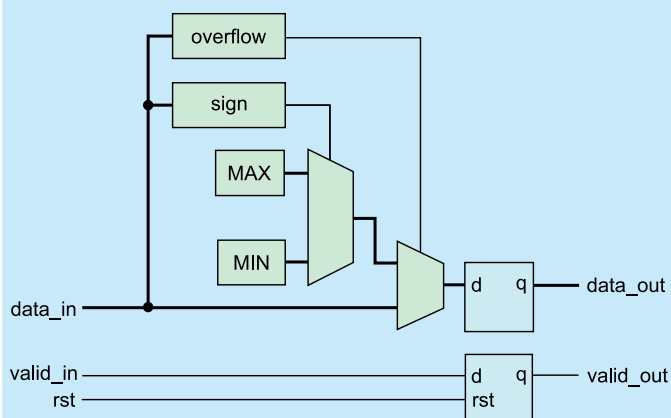 overflow
sign
MAX
MIN
data_in
d q
data_out
valid_in
d q
valid_out
rst
rst